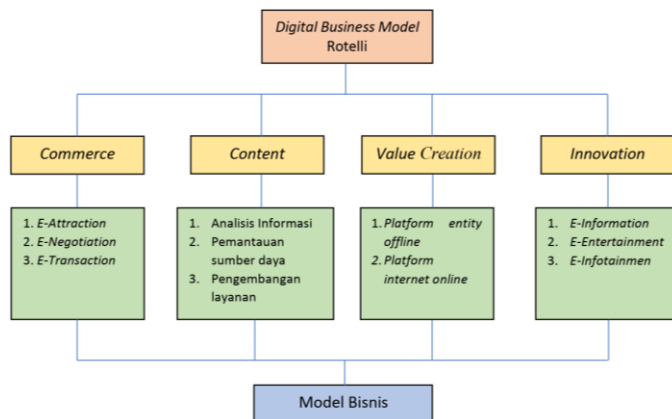 Digital Business Model
Rotelli
Commerce
Content
Value Creation
Innovation
1. E-Attraction
2. E-Negotiation
3. E-Transaction
1. Analisis Informasi
2. Pemantauan
sumber daya
3. Pengembangan
layanan
1. Platform entity
offline
2. Platform
internet online
1. E-Information
2. E-Entertainment
3. E-Infotainmen
Model Bisnis